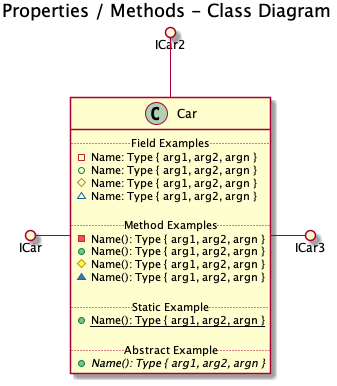 Properties / Methods - Class Diagram
ICar2
C Car
Field Examples
Name: Type { arg1, arg2, argn }
Name: Type { arg1, arg2, argn }
Name: Type { arg1, arg2, argn }
Name: Type { arg1, arg2, argn }
Method Examples
ICar
Name(): Type { arg1, arg2, argn }
ICar3
Name(): Type { arg1, arg2, argn }
Name(): Type { arg1, arg2, argn }
Name(): Type { arg1, arg2, argn }
Static Example
Name(): Type { arg1, arg2, argn }
Abstract Example
Name(): Type { arg1, arg2, argn }